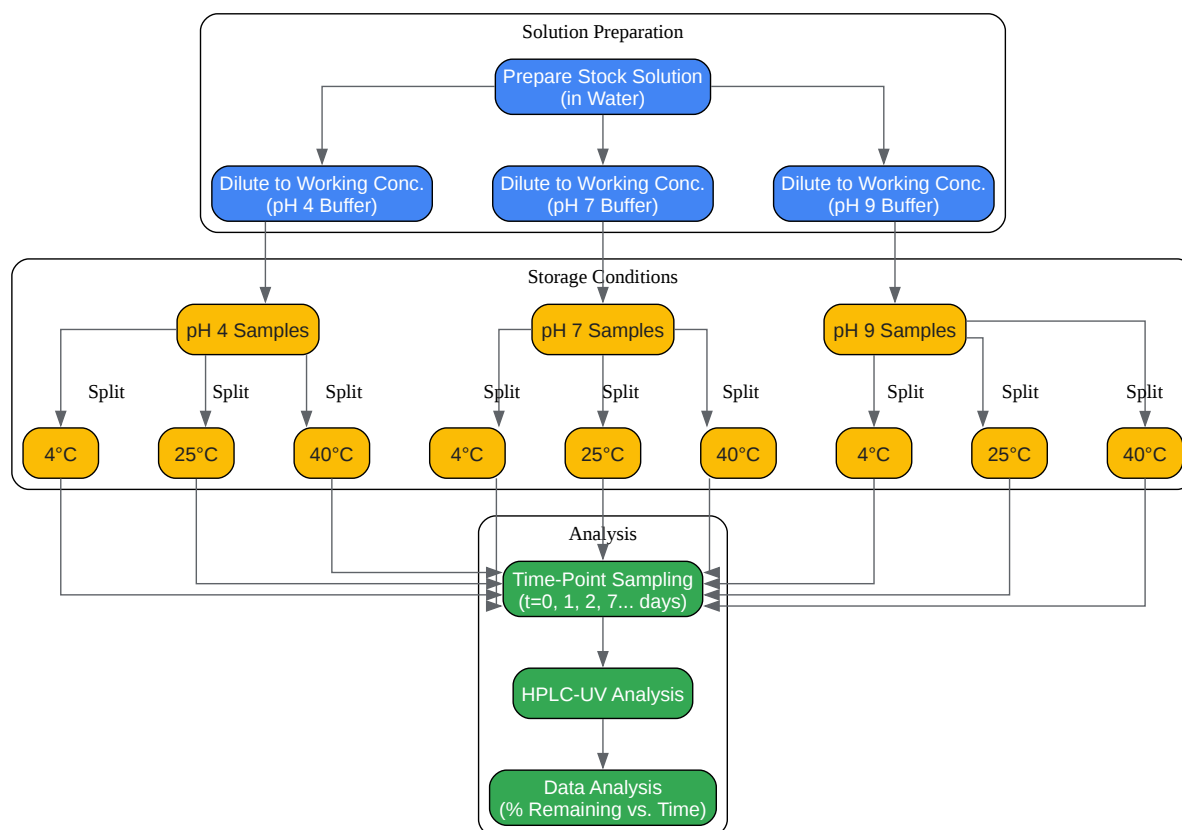 Solution Preparation
Prepare Stock Solution
(in Water)
Dilute to Working Conc.
(pH 4 Buffer)
Dilute to Working Conc.
(pH 7 Buffer)
Dilute to Working Conc.
(pH 9 Buffer)
Storage Conditions
pH 4 Samples
pH 7 Samples
pH 9 Samples
Split
Split
Split
Split
Split
Split
Split
Split
Split
4°C
25°C
40°C
4°C
25°C
40°C
4°C
25°C
40°C
Analysis
Time-Point Sampling
(t=0, 1, 2, 7... days)
HPLC-UV Analysis
Data Analysis
(% Remaining vs. Time)